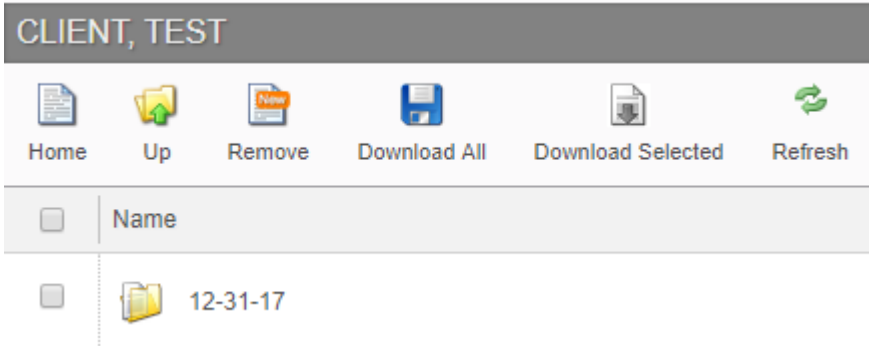 CLIENT, TEST
New
Home Up Remove Download All Download Selected Refresh
Name
12-31-17